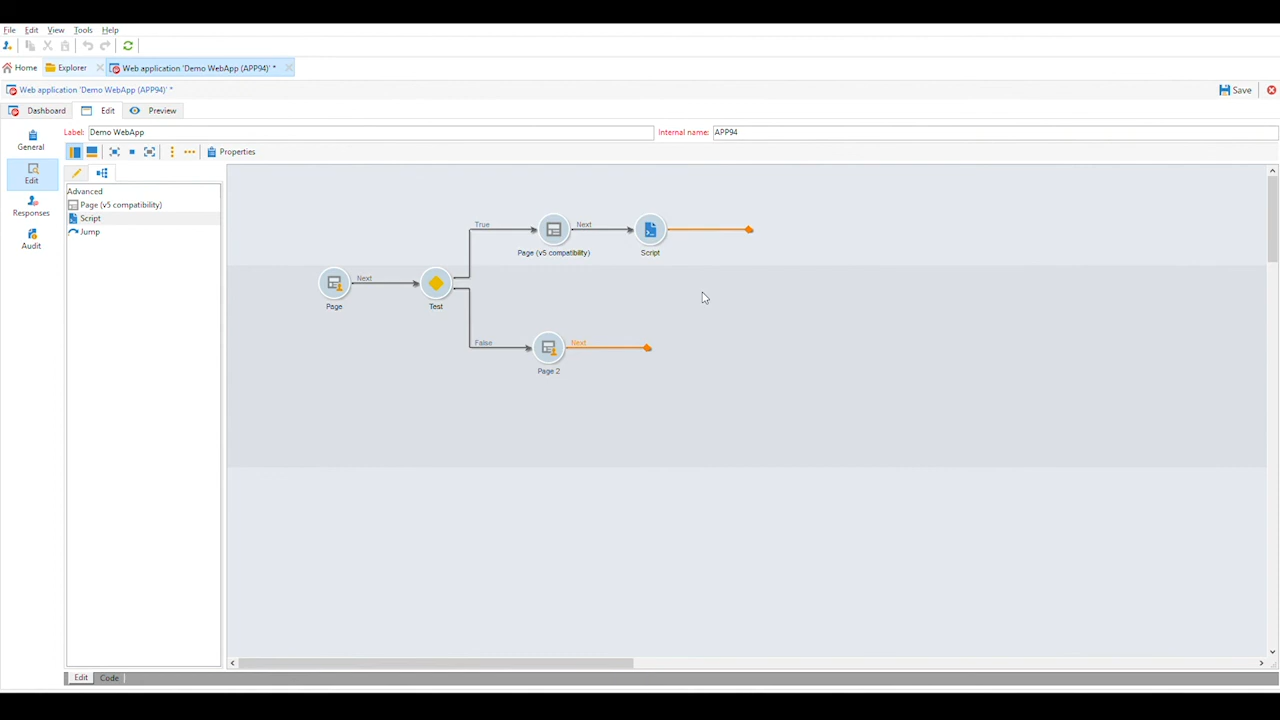 File Edit View Tools Help
Home Explorer Web application 'Demo WebApp (APP94)' *
Web application 'Demo WebApp (APP94)' * Save
Dashboard Edit Preview
Label: Demo WebApp Internal name: APP94
General
Properties
Edit
Advanced
Page (v5 compatibility)
Script
Jump
Responses
Audit
True
Next
Page (v5 compatibility)
Script
Next
Page
Test
False
Next
Page 2
Edit Code